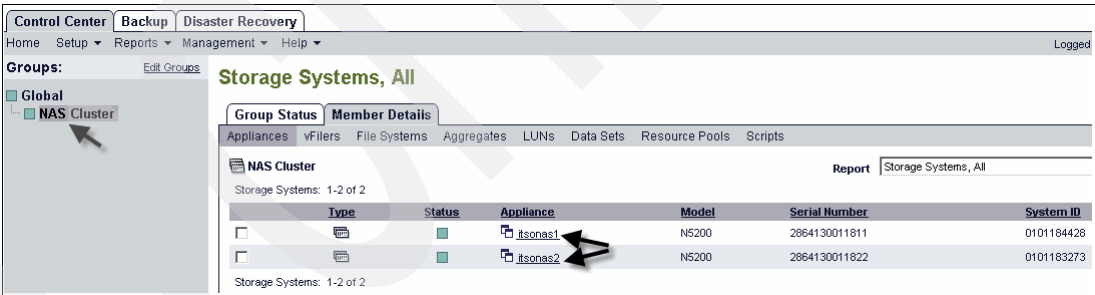 Control Center Backup Disaster Recovery
Home Setup Reports Management Help Logged
Groups: Edit Groups
Global
NAS Cluster
Storage Systems, All
Group Status Member Details
Appliances vFilers File Systems Aggregates LUNs Data Sets Resource Pools Scripts
NAS Cluster Report Storage Systems, All
Storage Systems: 1-2 of 2
Type Status Appliance Model Serial Number System ID
itsonas1 N5200 2864130011811 0101184428
itsonas2 N5200 2864130011822 0101183273
Storage Systems: 1-2 of 2